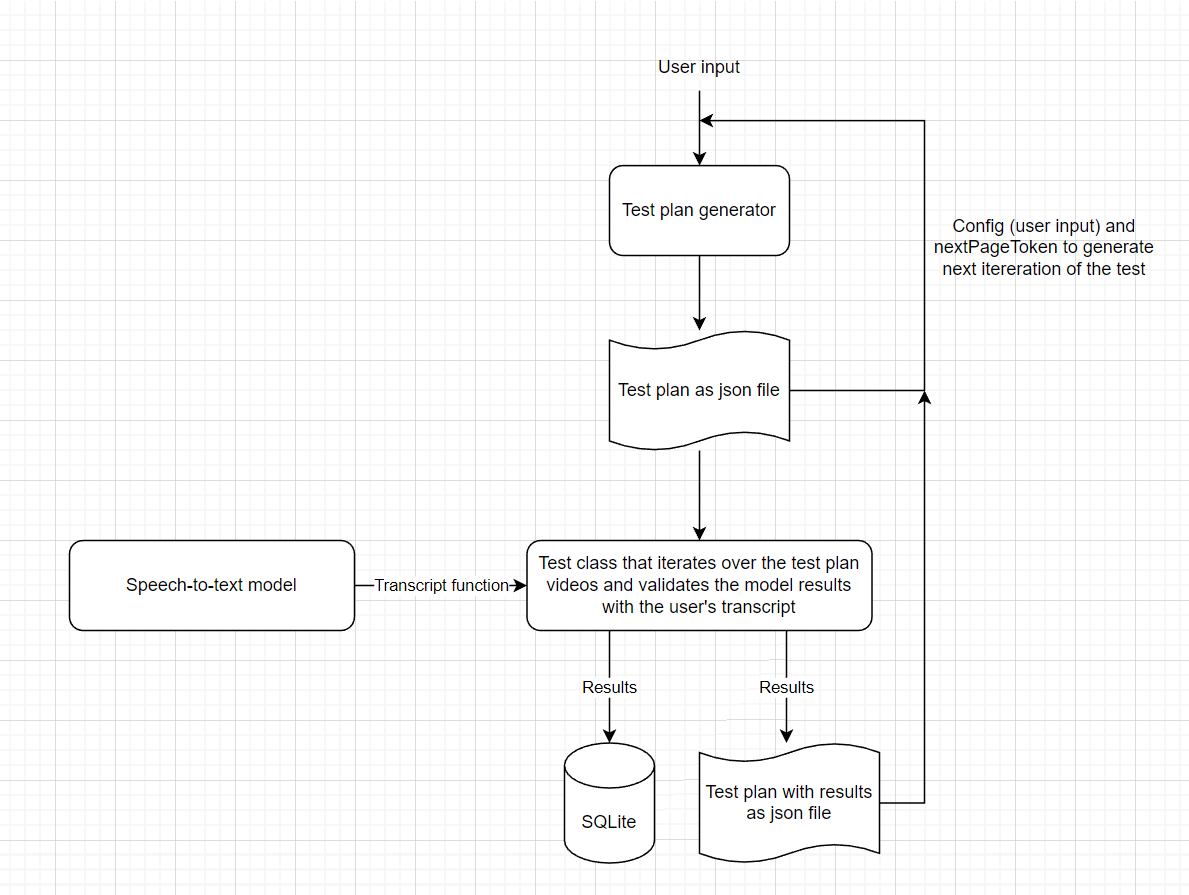 User input
Test plan generator
Config (user input) and
nextPageToken to generate
next itereration of the test
Test plan as json file
Speech-to-text model
Transcript function
Test class that iterates over the test plan
videos and validates the model results
with the user's transcript
Results
Results
SQLite
Test plan with results
as json file